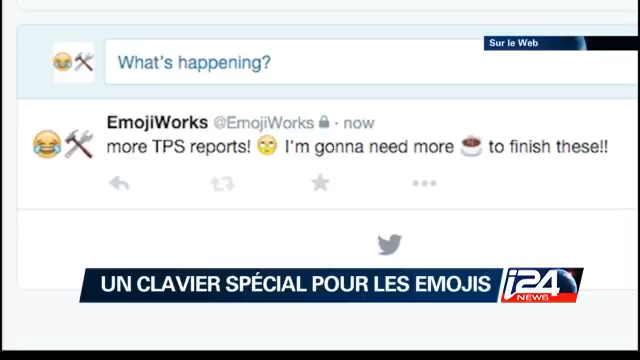 Sur le Web
What's happening?
EmojiWorks @EmojiWorks 🔒 · now
more TPS reports! 🙄 I'm gonna need more ☕ to finish these!!
UN CLAVIER SPÉCIAL POUR LES EMOJIS
i24
NEWS